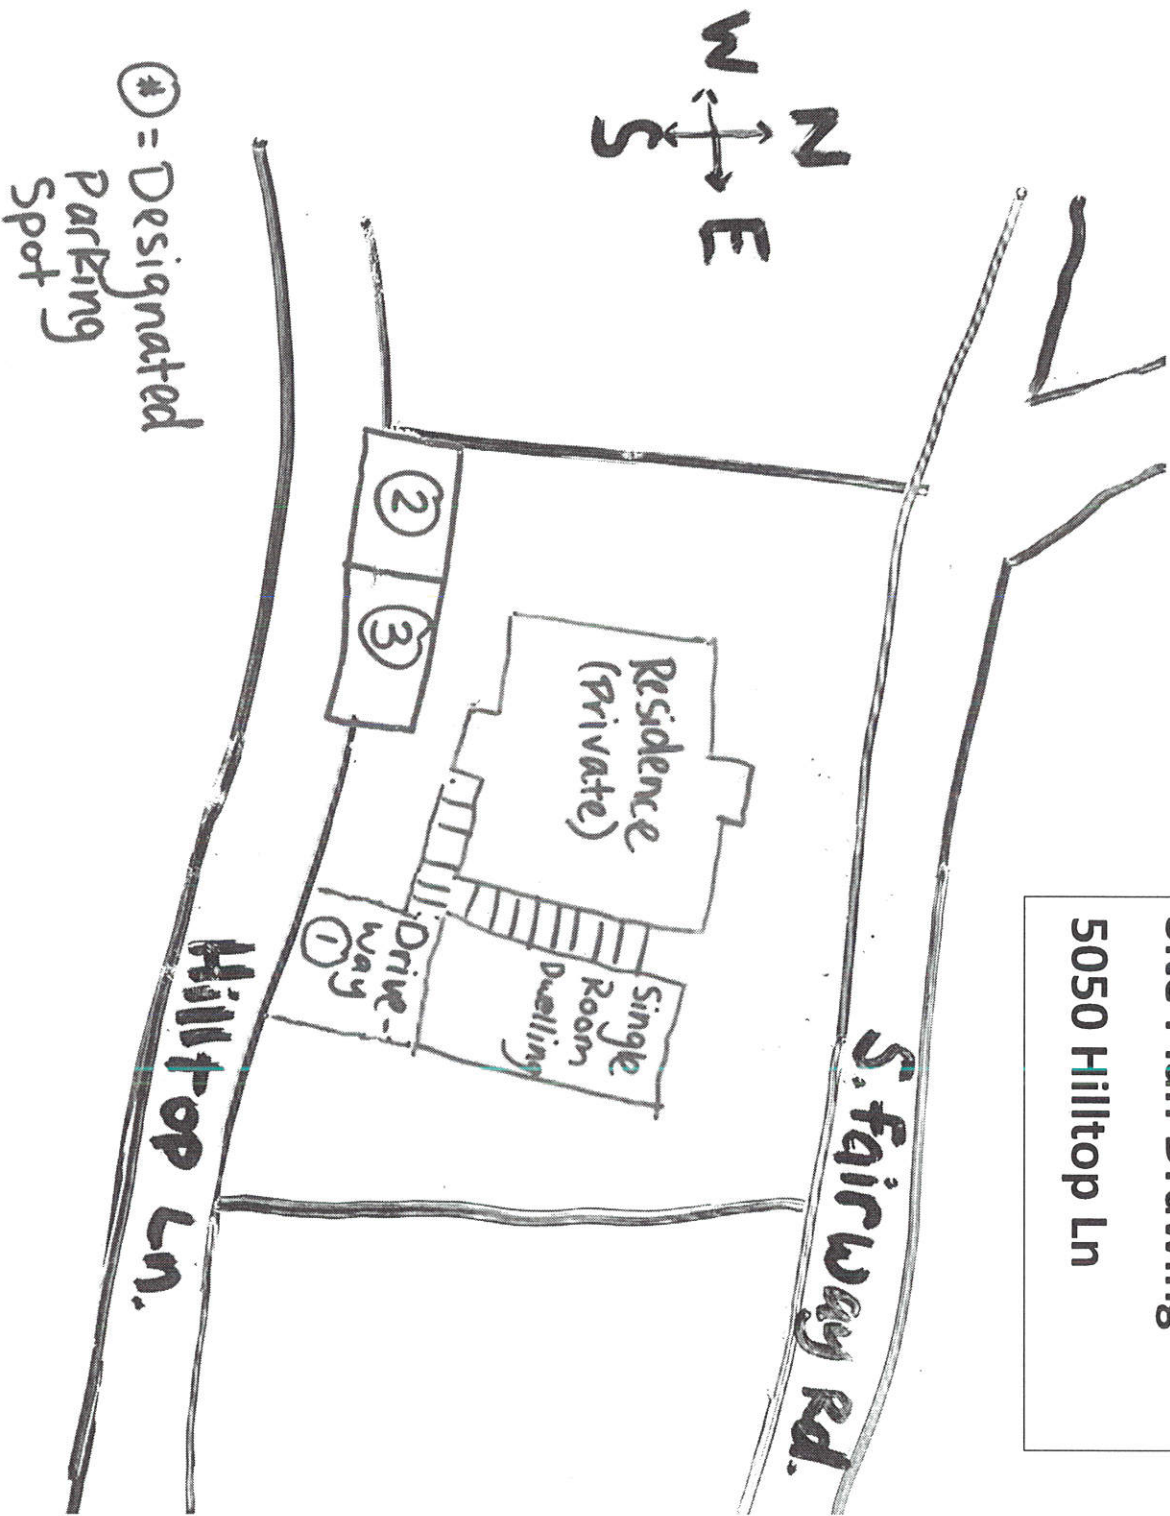 5050 Hilltop Ln
W
N
S
E
S. Fairway Rd.
Residence
(Private)
Single
Room
Dwelling
Drive-
way
1
2
3
Hilltop Ln.
# = Designated
Parking
Spot